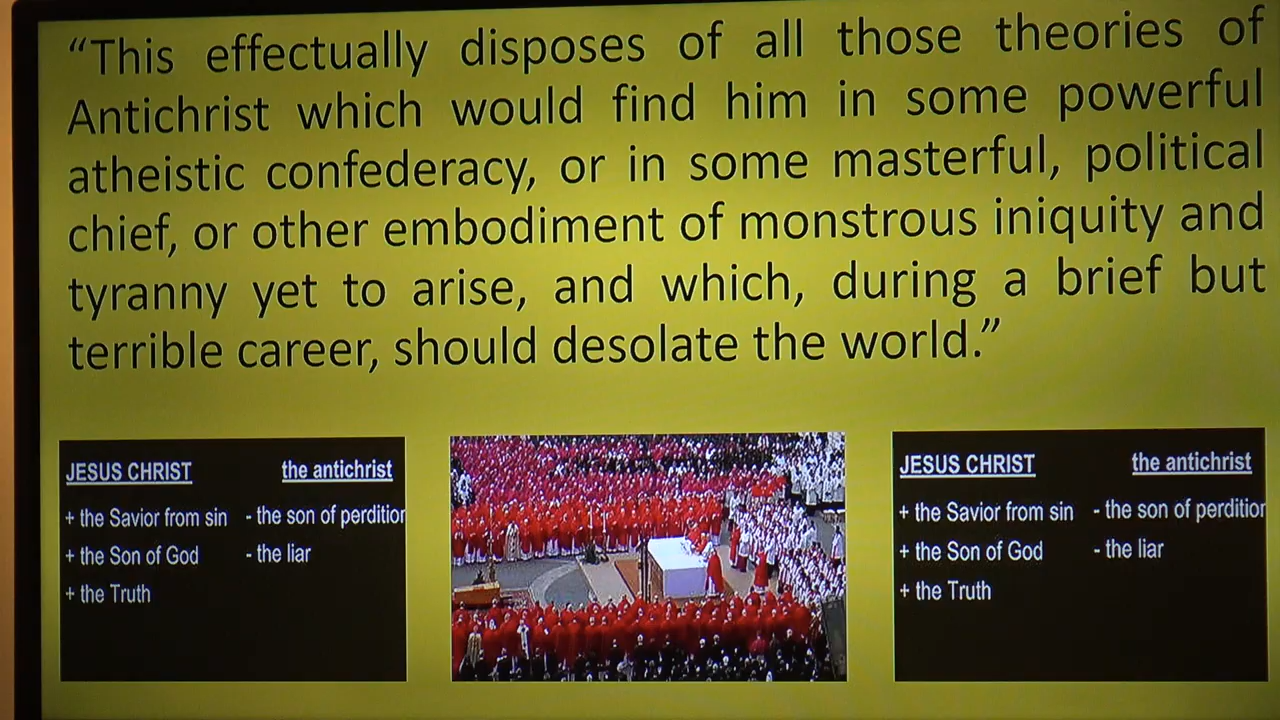 “This effectually disposes of all those theories of
Antichrist which would find him in some powerful
atheistic confederacy, or in some masterful, political
chief, or other embodiment of monstrous iniquity and
tyranny yet to arise, and which, during a brief but
terrible career, should desolate the world.”
JESUS CHRIST the antichrist
+ the Savior from sin - the son of perdition
+ the Son of God - the liar
+ the Truth
JESUS CHRIST the antichrist
+ the Savior from sin - the son of perdition
+ the Son of God - the liar
+ the Truth